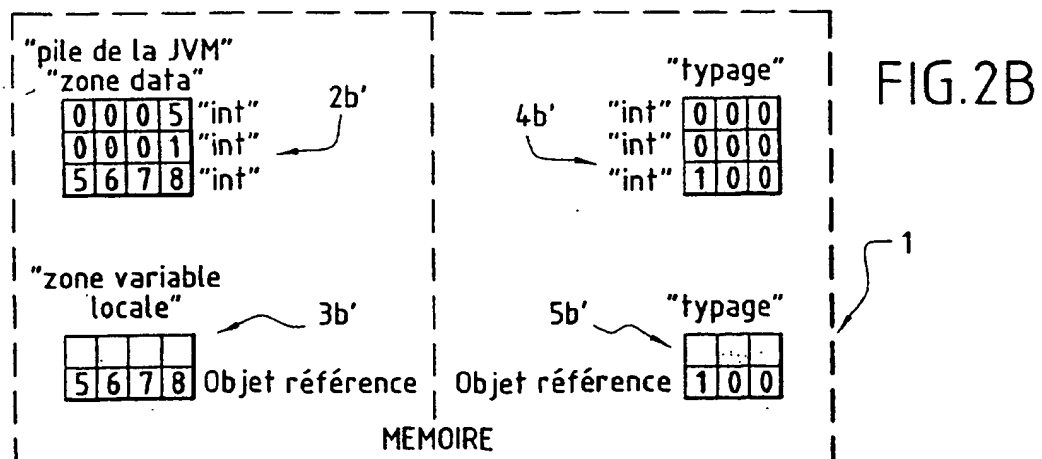 "pile de la JVM"
"zone data"
0 0 0 5 "int"
0 0 0 1 "int"
5 6 7 8 "int"
2b'
"typage"
"int" 0 0 0
"int" 0 0 0
"int" 1 0 0
4b'
FIG.2B
1
"zone variable
locale"
3b'
5 6 7 8 Objet référence
"typage"
5b'
Objet référence 1 0 0
MEMOIRE